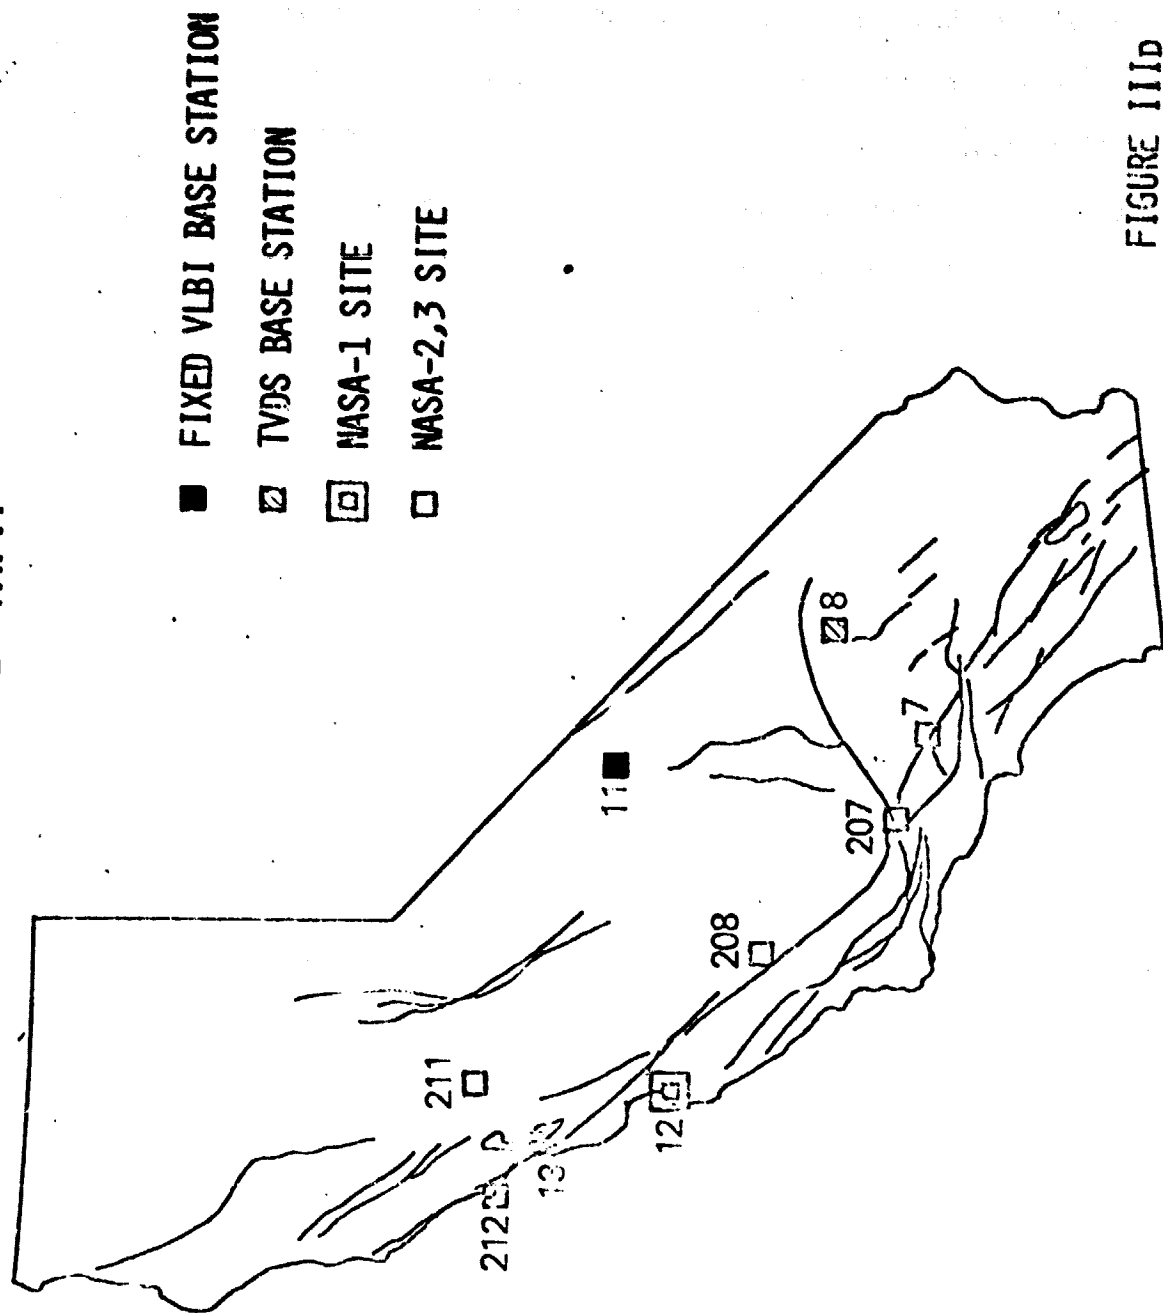 FIXED VLBI BASE STATION
TVDS BASE STATION
NASA-1 SITE
NASA-2,3 SITE
11
8
7
207
208
211
12
13
212
FIGURE IIID